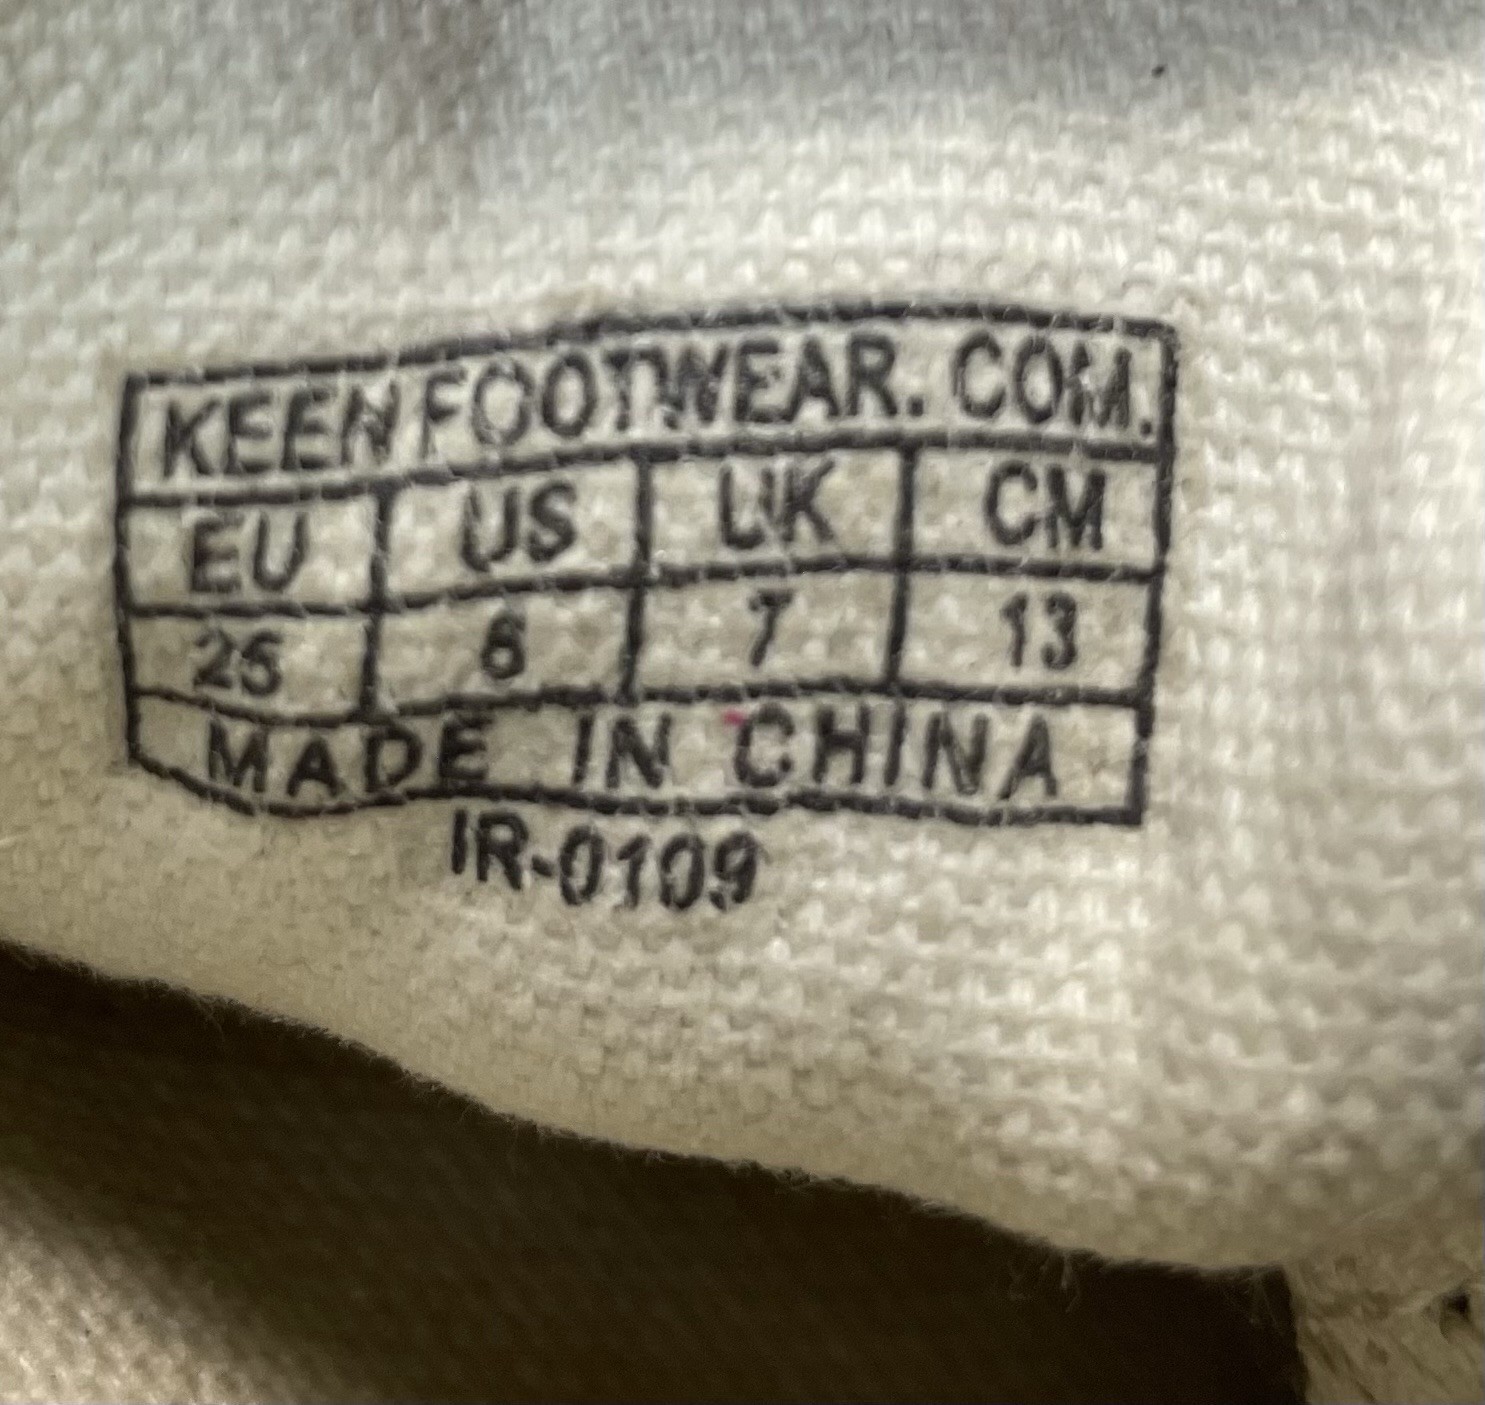 KEENFOOTWEAR. COM.
EU US UK CM
25 8 7 13
MADE IN CHINA
IR-0109